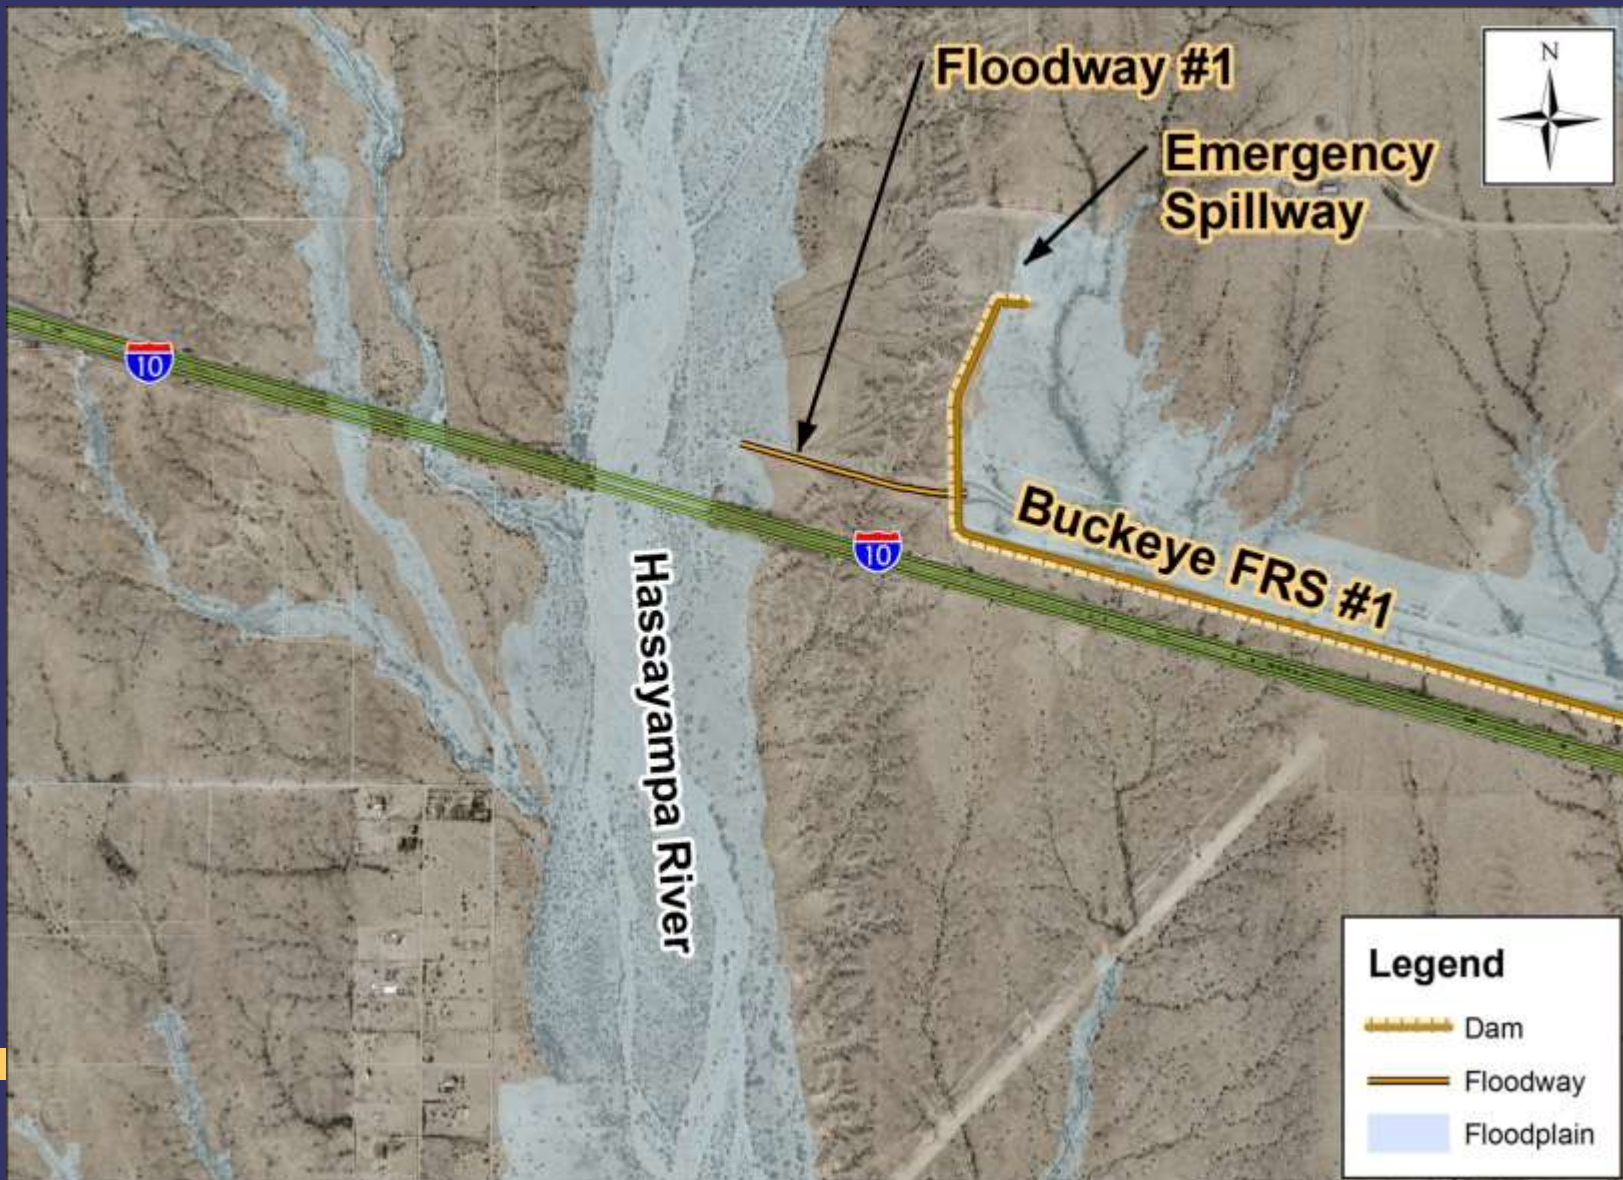 Floodway #1
N
Emergency
Spillway
10
10
Buckeye FRS #1
Hassayampa River
Legend
Dam
Floodway
Floodplain